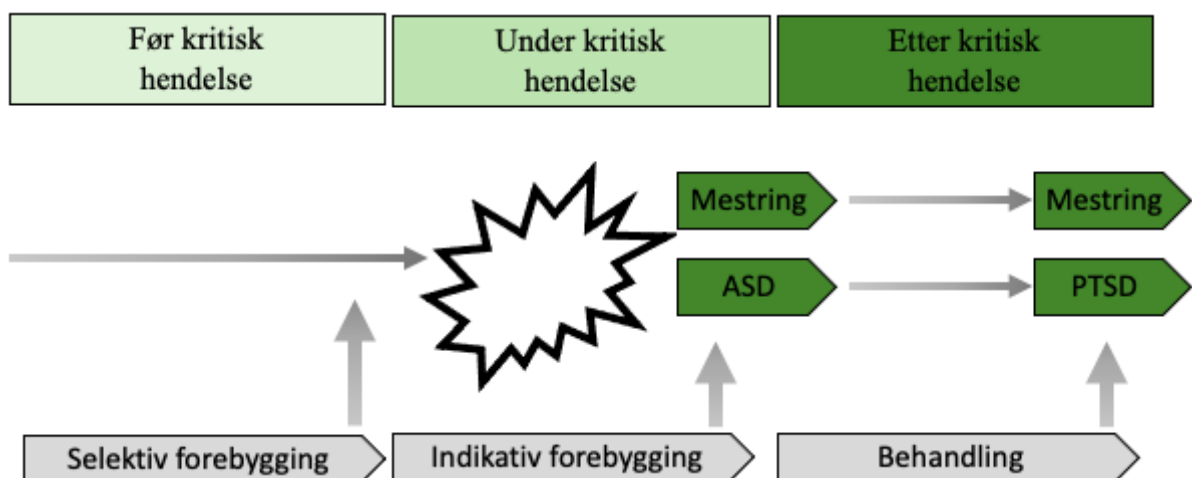 Før kritisk
hendelse
Under kritisk
hendelse
Etter kritisk
hendelse
Mestring
Mestring
ASD
PTSD
Selektiv forebygging
Indikativ forebygging
Behandling